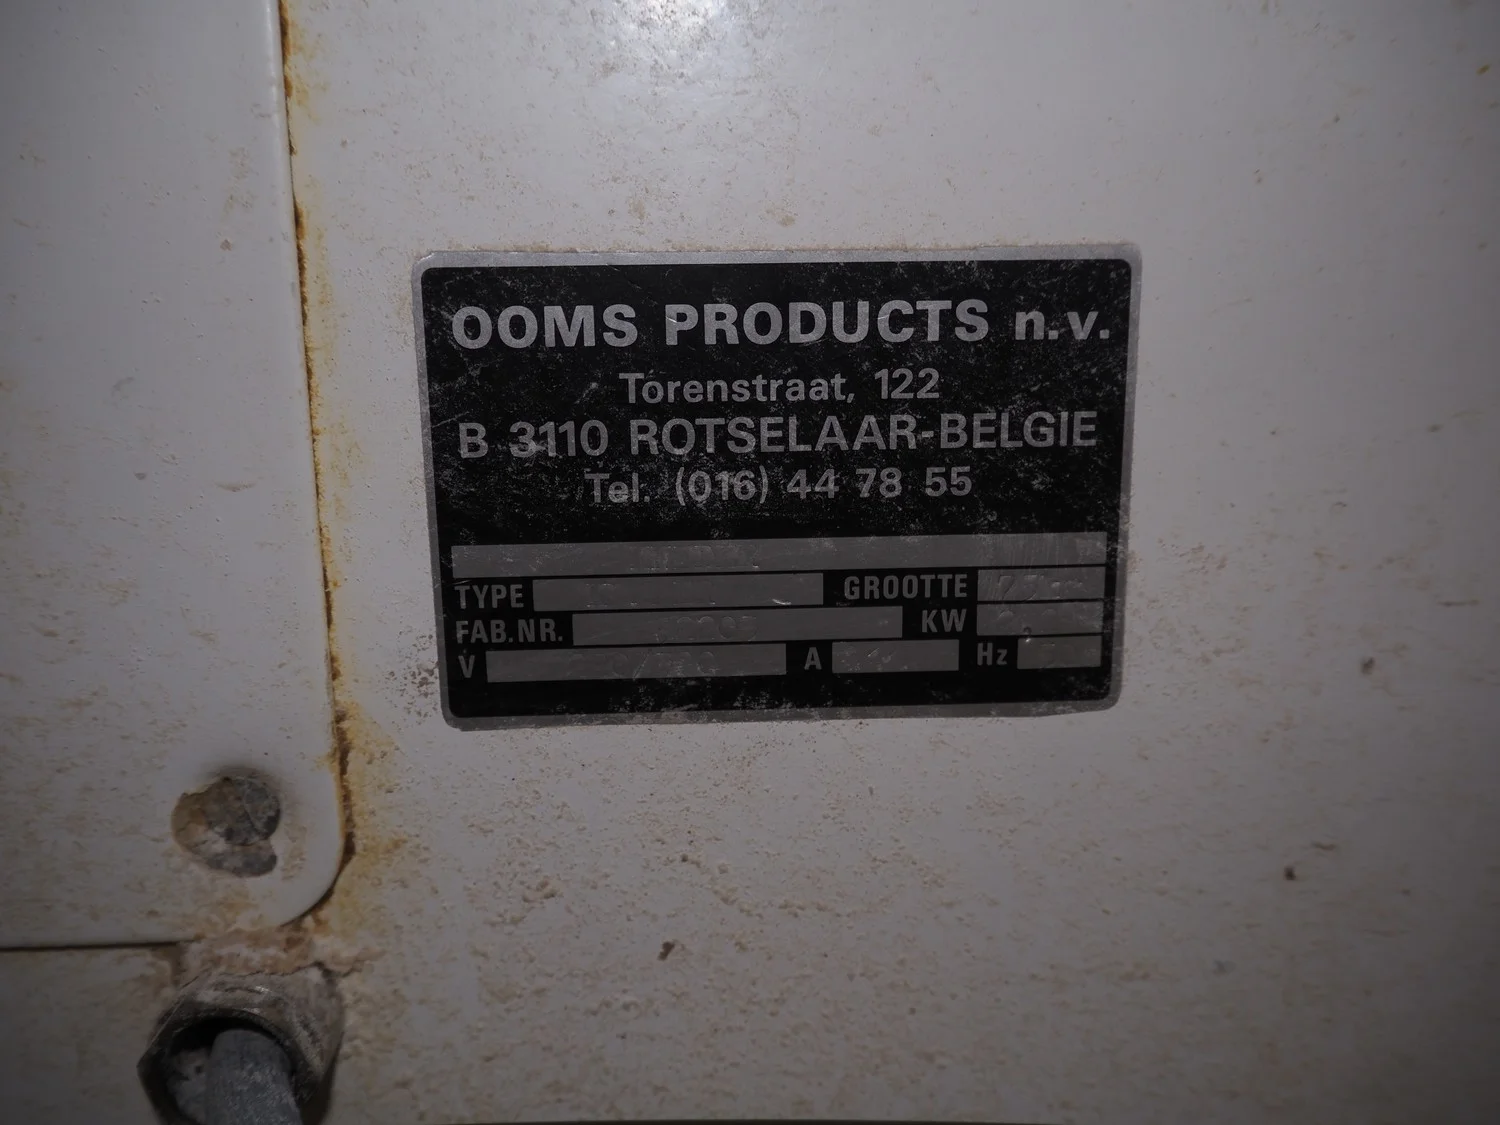 OOMS PRODUCTS n.v.
Torenstraat, 122
B 3110 ROTSELAAR-BELGIE
Tel. (016) 44 78 55
TYPE GROOTTE
FAB.NR. KW
V A Hz